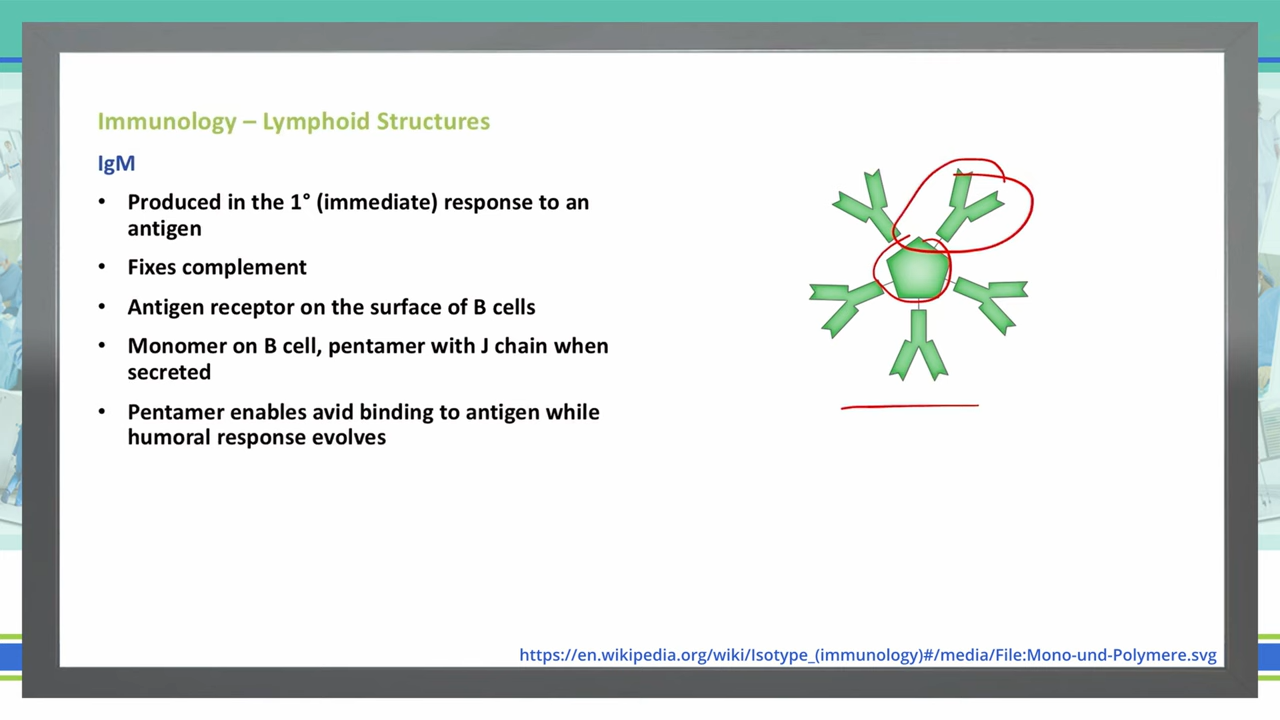 Immunology – Lymphoid Structures
IgM
• Produced in the 1° (immediate) response to an
antigen
• Fixes complement
• Antigen receptor on the surface of B cells
• Monomer on B cell, pentamer with J chain when
secreted
• Pentamer enables avid binding to antigen while
humoral response evolves
https://en.wikipedia.org/wiki/Isotype_(immunology)#/media/File:Mono-und-Polymere.svg